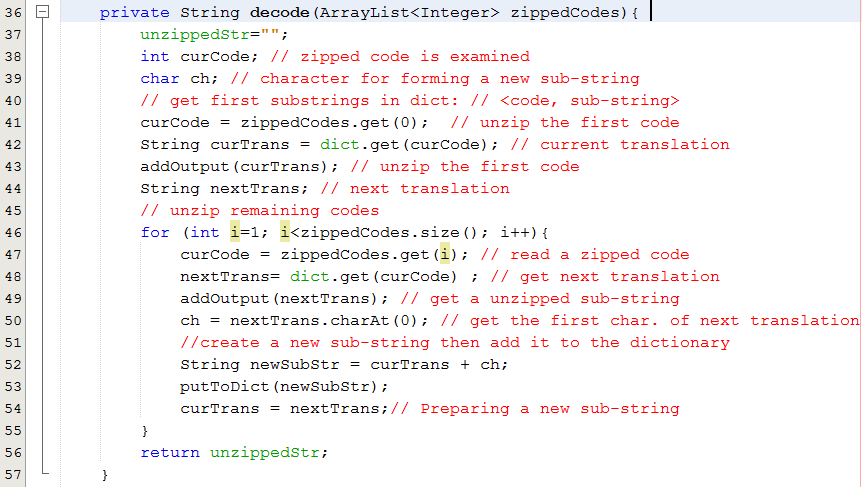 36 private String decode(ArrayList<Integer> zippedCodes){
37 unzippedStr="";
38 int curCode; // zipped code is examined
39 char ch; // character for forming a new sub-string
40 // get first substrings in dict: // <code, sub-string>
41 curCode = zippedCodes.get(0);  // unzip the first code
42 String curTrans = dict.get(curCode); // current translation
43 addOutput(curTrans); // unzip the first code
44 String nextTrans; // next translation
45 // unzip remaining codes
46 for (int i=1; i<zippedCodes.size(); i++){
47 curCode = zippedCodes.get(i); // read a zipped code
48 nextTrans= dict.get(curCode) ; // get next translation
49 addOutput(nextTrans); // get a unzipped sub-string
50 ch = nextTrans.charAt(0); // get the first char. of next translation
51 //create a new sub-string then add it to the dictionary
52 String newSubStr = curTrans + ch;
53 putToDict(newSubStr);
54 curTrans = nextTrans;// Preparing a new sub-string
55 }
56 return unzippedStr;
57 }